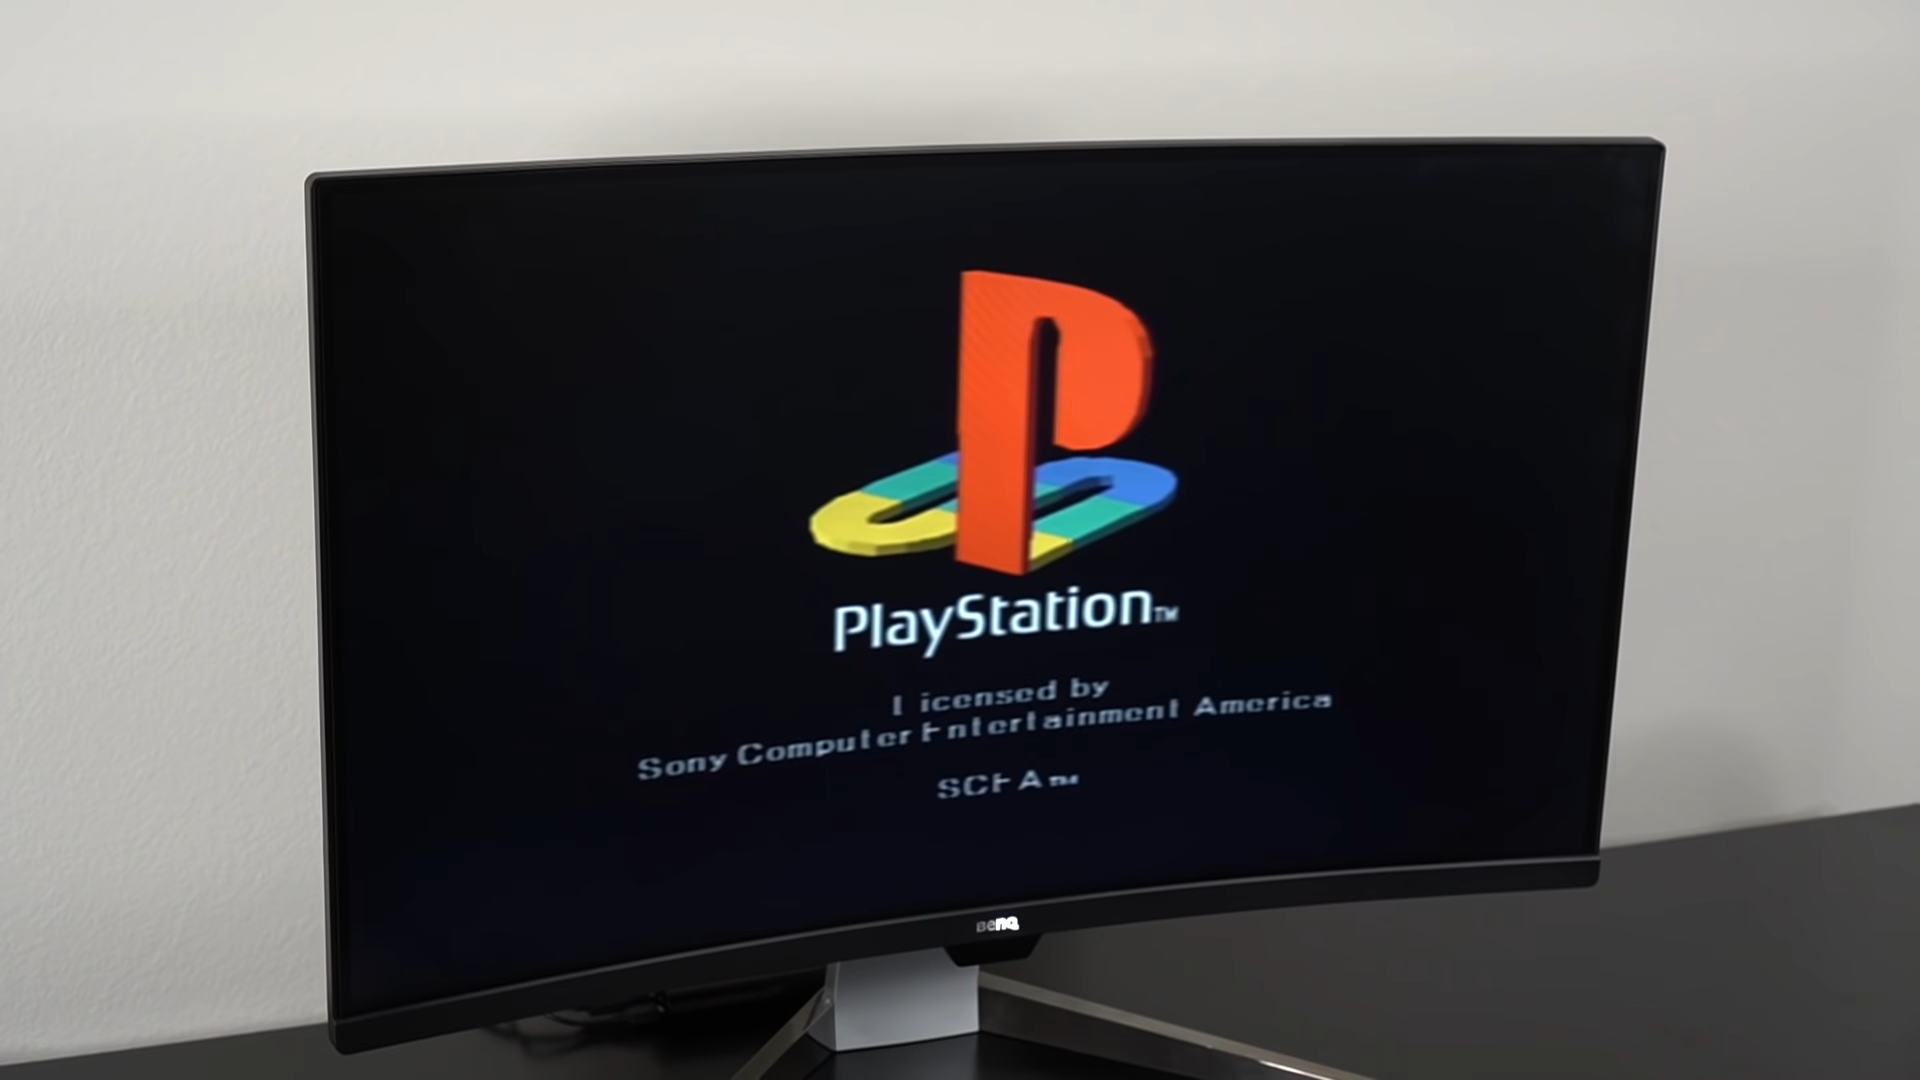 PlayStation™
Licensed by
Sony Computer Entertainment America
SCEA™
BenQ